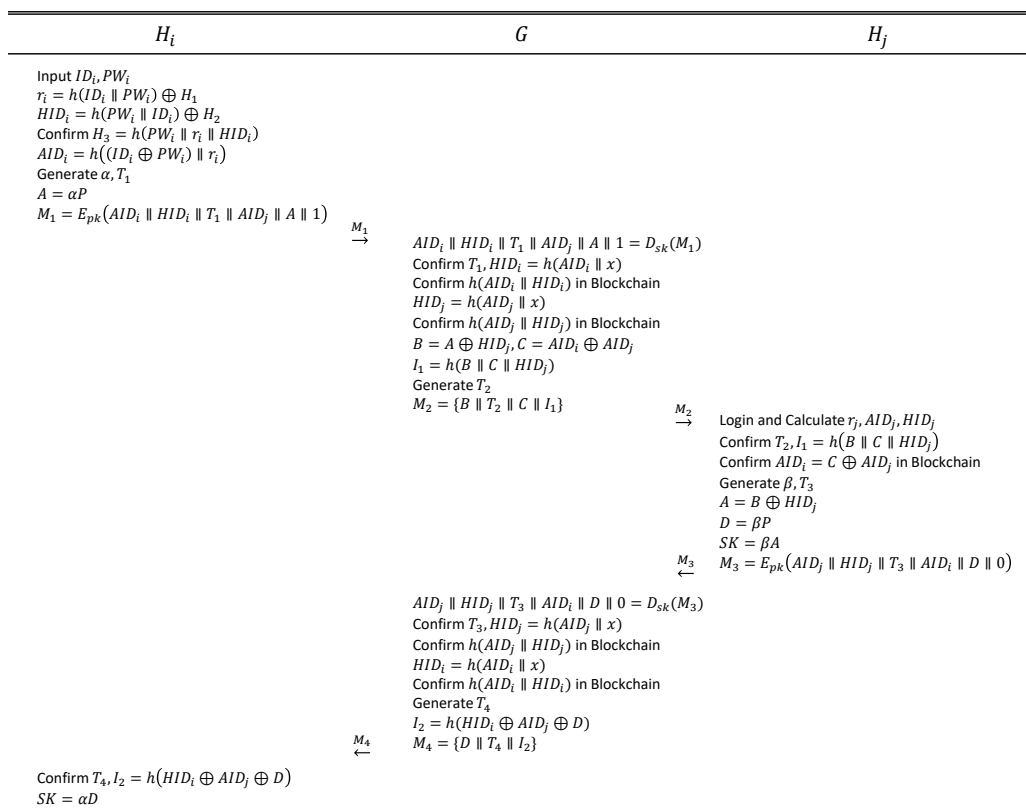 H_i G H_j
Input ID_i, PW_i
r_i = h(ID_i ∥ PW_i) ⊕ H_1
HID_i = h(PW_i ∥ ID_i) ⊕ H_2
Confirm H_3 = h(PW_i ∥ r_i ∥ HID_i)
AID_i = h((ID_i ⊕ PW_i) ∥ r_i)
Generate α, T_1
A = αP
M_1 = E_pk(AID_i ∥ HID_i ∥ T_1 ∥ AID_j ∥ A ∥ 1)
M_1
→
AID_i ∥ HID_i ∥ T_1 ∥ AID_j ∥ A ∥ 1 = D_sk(M_1)
Confirm T_1, HID_i = h(AID_i ∥ x)
Confirm h(AID_i ∥ HID_i) in Blockchain
HID_j = h(AID_j ∥ x)
Confirm h(AID_j ∥ HID_j) in Blockchain
B = A ⊕ HID_j, C = AID_i ⊕ AID_j
I_1 = h(B ∥ C ∥ HID_j)
Generate T_2
M_2 = {B ∥ T_2 ∥ C ∥ I_1}
M_2
→
Login and Calculate r_j, AID_j, HID_j
Confirm T_2, I_1 = h(B ∥ C ∥ HID_j)
Confirm AID_i = C ⊕ AID_j in Blockchain
Generate β, T_3
A = B ⊕ HID_j
D = βP
SK = βA
M_3 = E_pk(AID_j ∥ HID_j ∥ T_3 ∥ AID_i ∥ D ∥ 0)
M_3
←
AID_j ∥ HID_j ∥ T_3 ∥ AID_i ∥ D ∥ 0 = D_sk(M_3)
Confirm T_3, HID_j = h(AID_j ∥ x)
Confirm h(AID_j ∥ HID_j) in Blockchain
HID_i = h(AID_i ∥ x)
Confirm h(AID_i ∥ HID_i) in Blockchain
Generate T_4
I_2 = h(HID_i ⊕ AID_j ⊕ D)
M_4 = {D ∥ T_4 ∥ I_2}
M_4
←
Confirm T_4, I_2 = h(HID_i ⊕ AID_j ⊕ D)
SK = αD